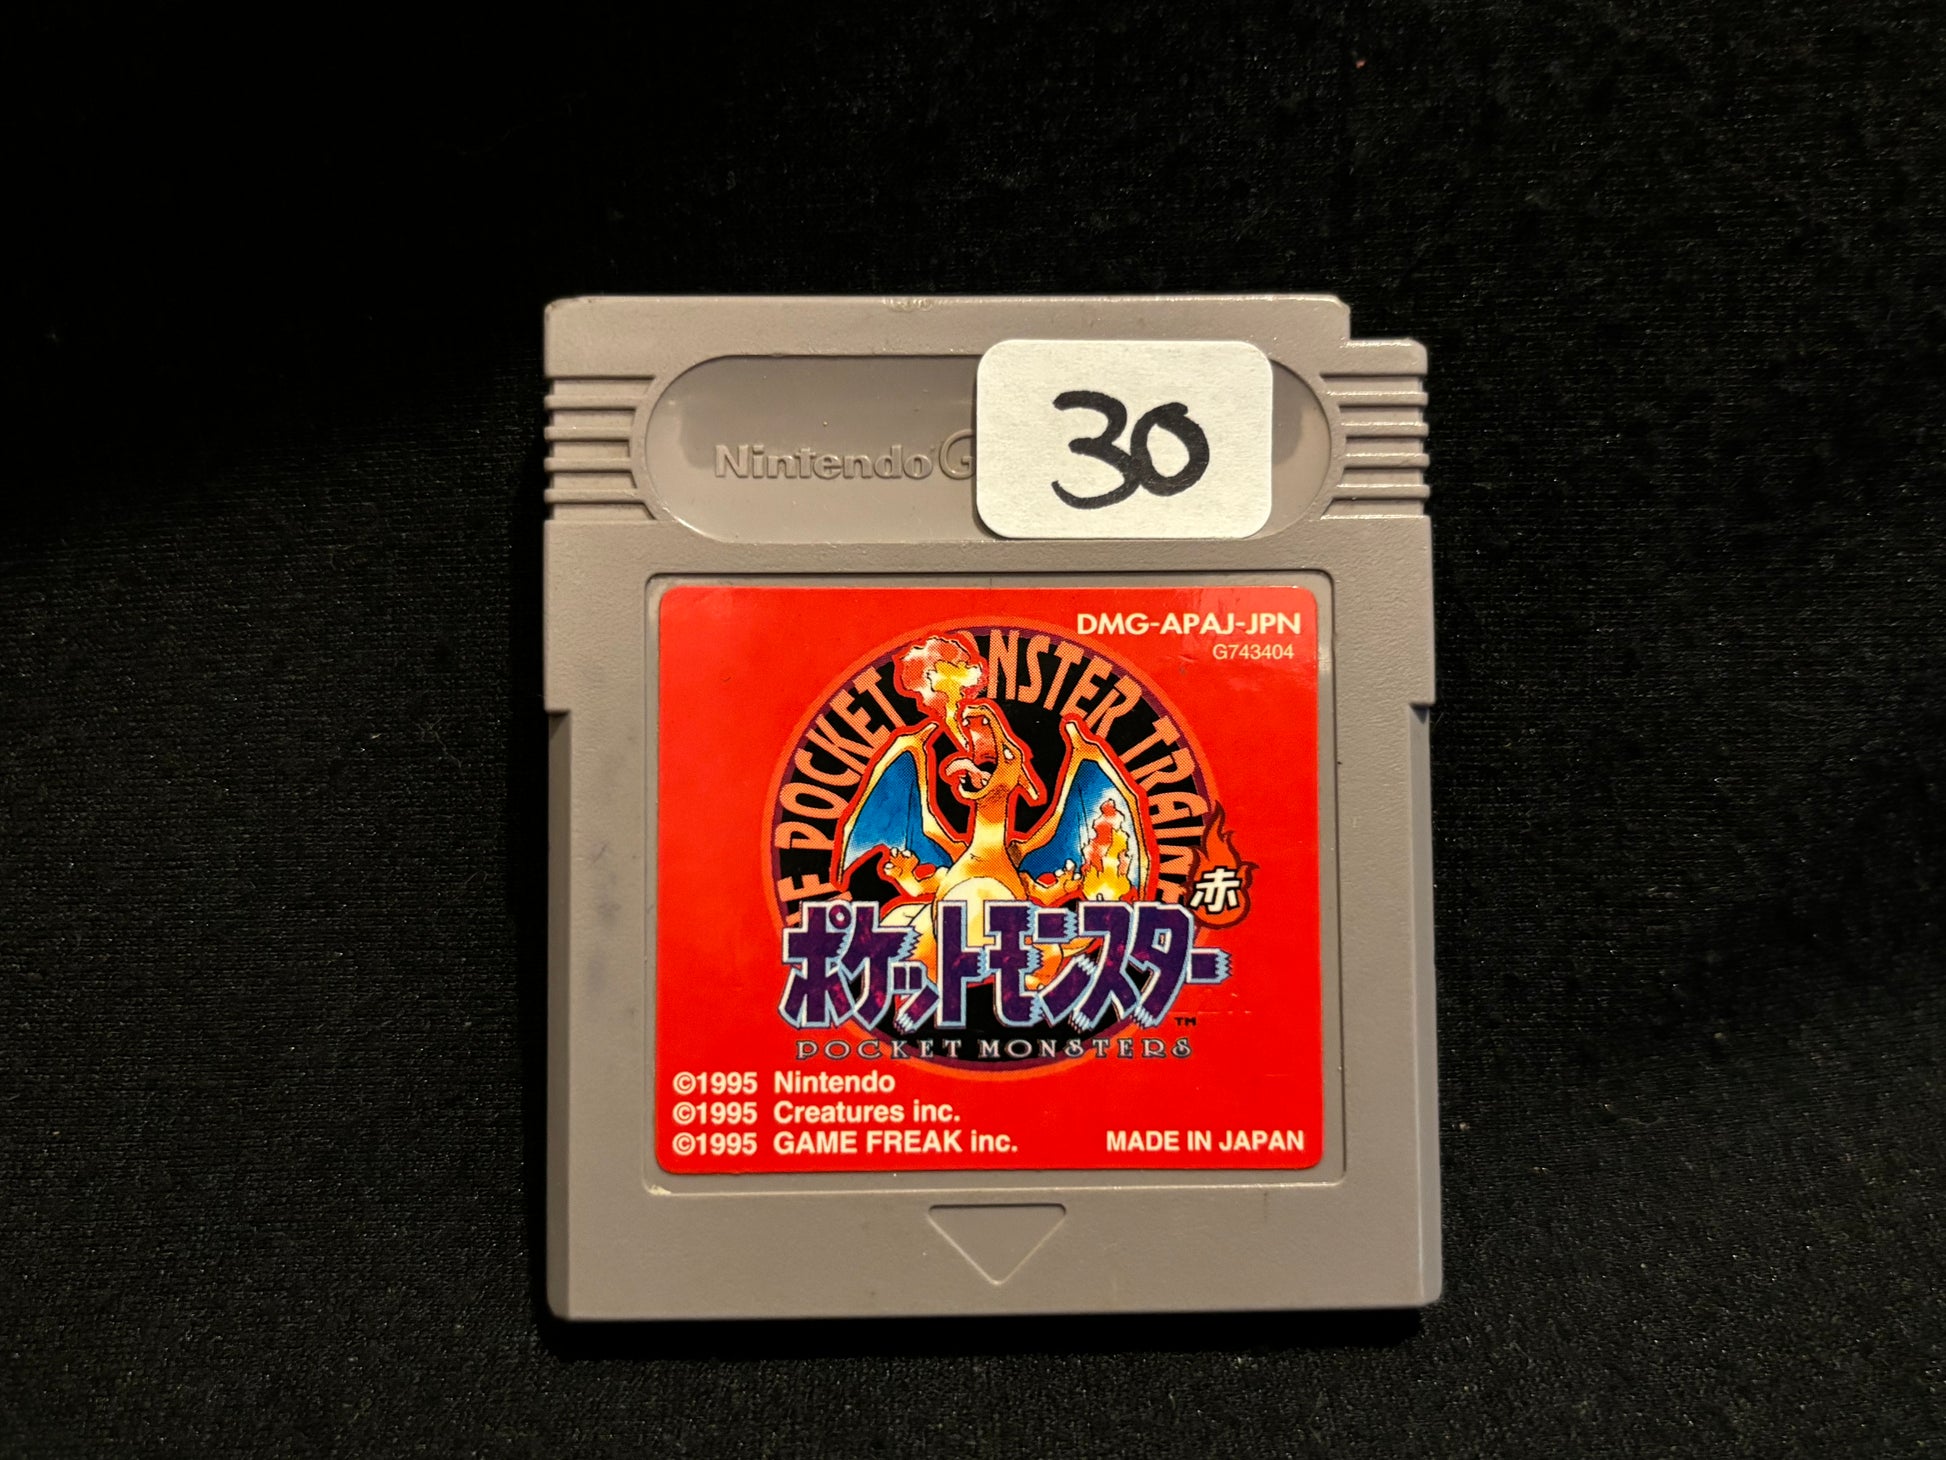 Nintendo G
30
DMG-APAJ-JPN
G743404
POCKET MONSTER TRAIN
赤
ポケットモンスター
TM
POCKET MONSTERS
©1995 Nintendo
©1995 Creatures inc.
©1995 GAME FREAK inc.
MADE IN JAPAN